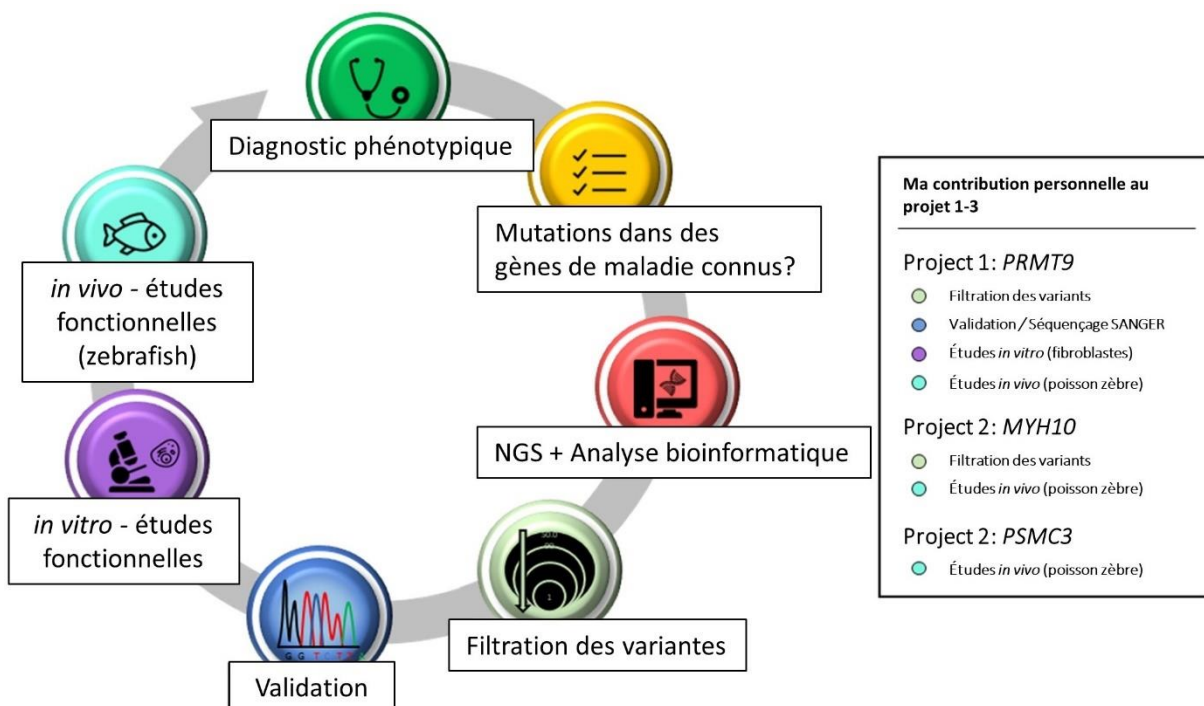 Diagnostic phénotypique
Mutations dans des
gènes de maladie connus?
NGS + Analyse bioinformatique
1
Filtration des variantes
G G T C T
Validation
in vitro - études
fonctionnelles
in vivo - études
fonctionnelles
(zebrafish)
Ma contribution personnelle au
projet 1-3
Project 1: PRMT9
Filtration des variants
Validation / Séquençage SANGER
Études in vitro (fibroblastes)
Études in vivo (poisson zèbre)
Project 2: MYH10
Filtration des variants
Études in vivo (poisson zèbre)
Project 2: PSMC3
Études in vivo (poisson zèbre)